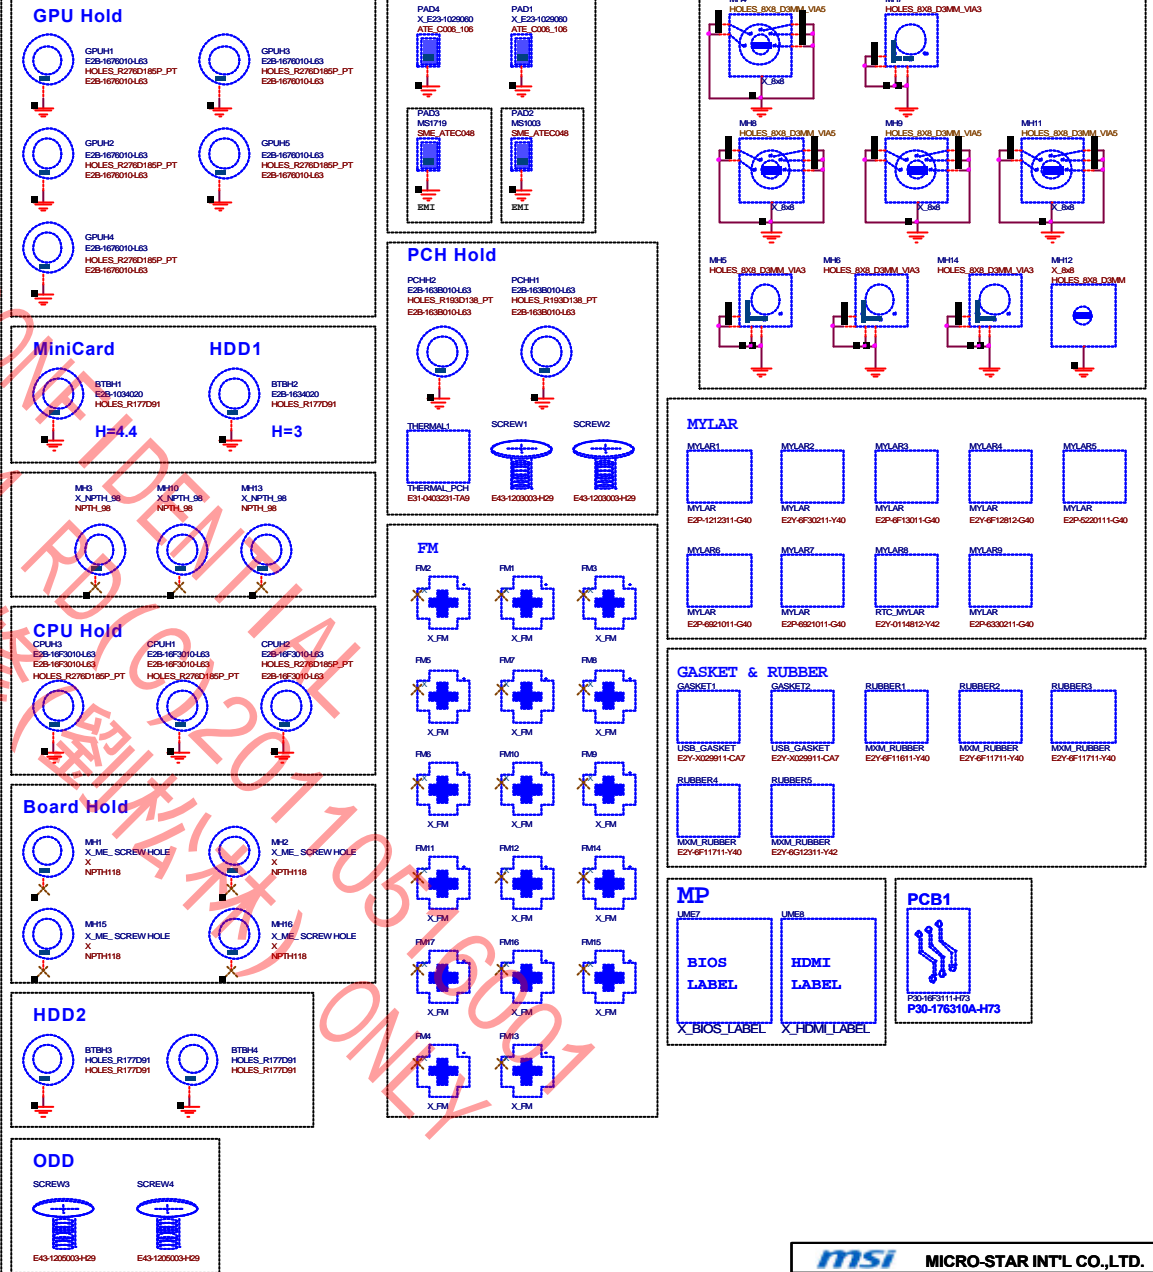 GPU Hold
GPUH1
E2B-1676010-L63
HOLES_R276D185P_PT
E2B-1676010-L63
GPUH3
E2B-1676010-L63
HOLES_R276D185P_PT
E2B-1676010-L63
GPUH2
E2B-1676010-L63
HOLES_R276D185P_PT
E2B-1676010-L63
GPUH5
E2B-1676010-L63
HOLES_R276D185P_PT
E2B-1676010-L63
GPUH4
E2B-1676010-L63
HOLES_R276D185P_PT
E2B-1676010-L63
MiniCard
BTBH1
E2B-1034020
HOLES_R177D91
H=4.4
HDD1
BTBH2
E2B-1634020
HOLES_R177D91
H=3
MH3
X_NPTH_98
NPTH_98
MH10
X_NPTH_98
NPTH_98
MH13
X_NPTH_98
NPTH_98
CPU Hold
CPUH3
E2B-16F3010-L63
E2B-16F3010-L63
HOLES_R276D185P_PT
CPUH1
E2B-16F3010-L63
E2B-16F3010-L63
HOLES_R276D185P_PT
CPUH2
E2B-16F3010-L63
HOLES_R276D185P_PT
E2B-16F3010-L63
Board Hold
MH1
X_ME_ SCREW HOLE
X
NPTH118
MH2
X_ME_ SCREW HOLE
X
NPTH118
MH15
X_ME_ SCREW HOLE
X
NPTH118
MH16
X_ME_ SCREW HOLE
X
NPTH118
HDD2
BTBH3
HOLES_R177D91
HOLES_R177D91
BTBH4
HOLES_R177D91
HOLES_R177D91
ODD
SCREW3
E43-1205003-H29
SCREW4
E43-1205003-H29
PAD4
X_E23-1029060
ATE_C006_106
PAD1
X_E23-1029060
ATE_C006_106
PAD3
MS1719
SME_ATEC048
EMI
PAD2
MS1003
SME_ATEC048
EMI
PCH Hold
PCHH2
E2B-163B010-L63
HOLES_R193D138_PT
E2B-163B010-L63
PCHH1
E2B-163B010-L63
HOLES_R193D138_PT
E2B-163B010-L63
THERMAL1
THERMAL_PCH
E31-0403231-TA9
SCREW1
E43-1203003-H29
SCREW2
E43-1203003-H29
FM
FM2
X_FM
FM1
X_FM
FM3
X_FM
FM5
X_FM
FM7
X_FM
FM8
X_FM
FM6
X_FM
FM10
X_FM
FM9
X_FM
FM11
X_FM
FM12
X_FM
FM14
X_FM
FM17
X_FM
FM16
X_FM
FM15
X_FM
FM4
X_FM
FM13
X_FM
HOLES_8X8_D3MM_VIA5
X_8x8
HOLES_8X8_D3MM_VIA3
MH8
HOLES_8X8_D3MM_VIA5
X_8x8
MH9
HOLES_8X8_D3MM_VIA5
X_8x8
MH11
HOLES_8X8_D3MM_VIA5
X_8x8
MH5
HOLES_8X8_D3MM_VIA3
MH6
HOLES_8X8_D3MM_VIA3
MH14
HOLES_8X8_D3MM_VIA3
MH12
X_8x8
HOLES_8X8_D3MM
MYLAR
MYLAR1
MYLAR
E2P-1212311-G40
MYLAR2
MYLAR
E2Y-6F30211-Y40
MYLAR3
MYLAR
E2P-6F13011-G40
MYLAR4
MYLAR
E2Y-6F12812-G40
MYLAR5
MYLAR
E2P-5220111-G40
MYLAR6
MYLAR
E2P-6921011-G40
MYLAR7
MYLAR
E2P-6921011-G40
MYLAR8
RTC_MYLAR
E2Y-0114812-Y42
MYLAR9
MYLAR
E2P-6330211-G40
GASKET & RUBBER
GASKET1
USB_GASKET
E2Y-X029911-CA7
GASKET2
USB_GASKET
E2Y-X029911-CA7
RUBBER1
MXM_RUBBER
E2Y-6F11611-Y40
RUBBER2
MXM_RUBBER
E2Y-6F11711-Y40
RUBBER3
MXM_RUBBER
E2Y-6F11711-Y40
RUBBER4
MXM_RUBBER
E2Y-6F11711-Y40
RUBBER5
MXM_RUBBER
E2Y-6G12311-Y42
MP
UME7
BIOS
LABEL
X_BIOS_LABEL
UME8
HDMI
LABEL
X_HDMI_LABEL
PCB1
P30-16F3111-H73
P30-176310A-H73
msi
MICRO-STAR INT'L CO.,LTD.
ONFIDENTIAL
RD(C)20110516001
(劉松林) ONLY